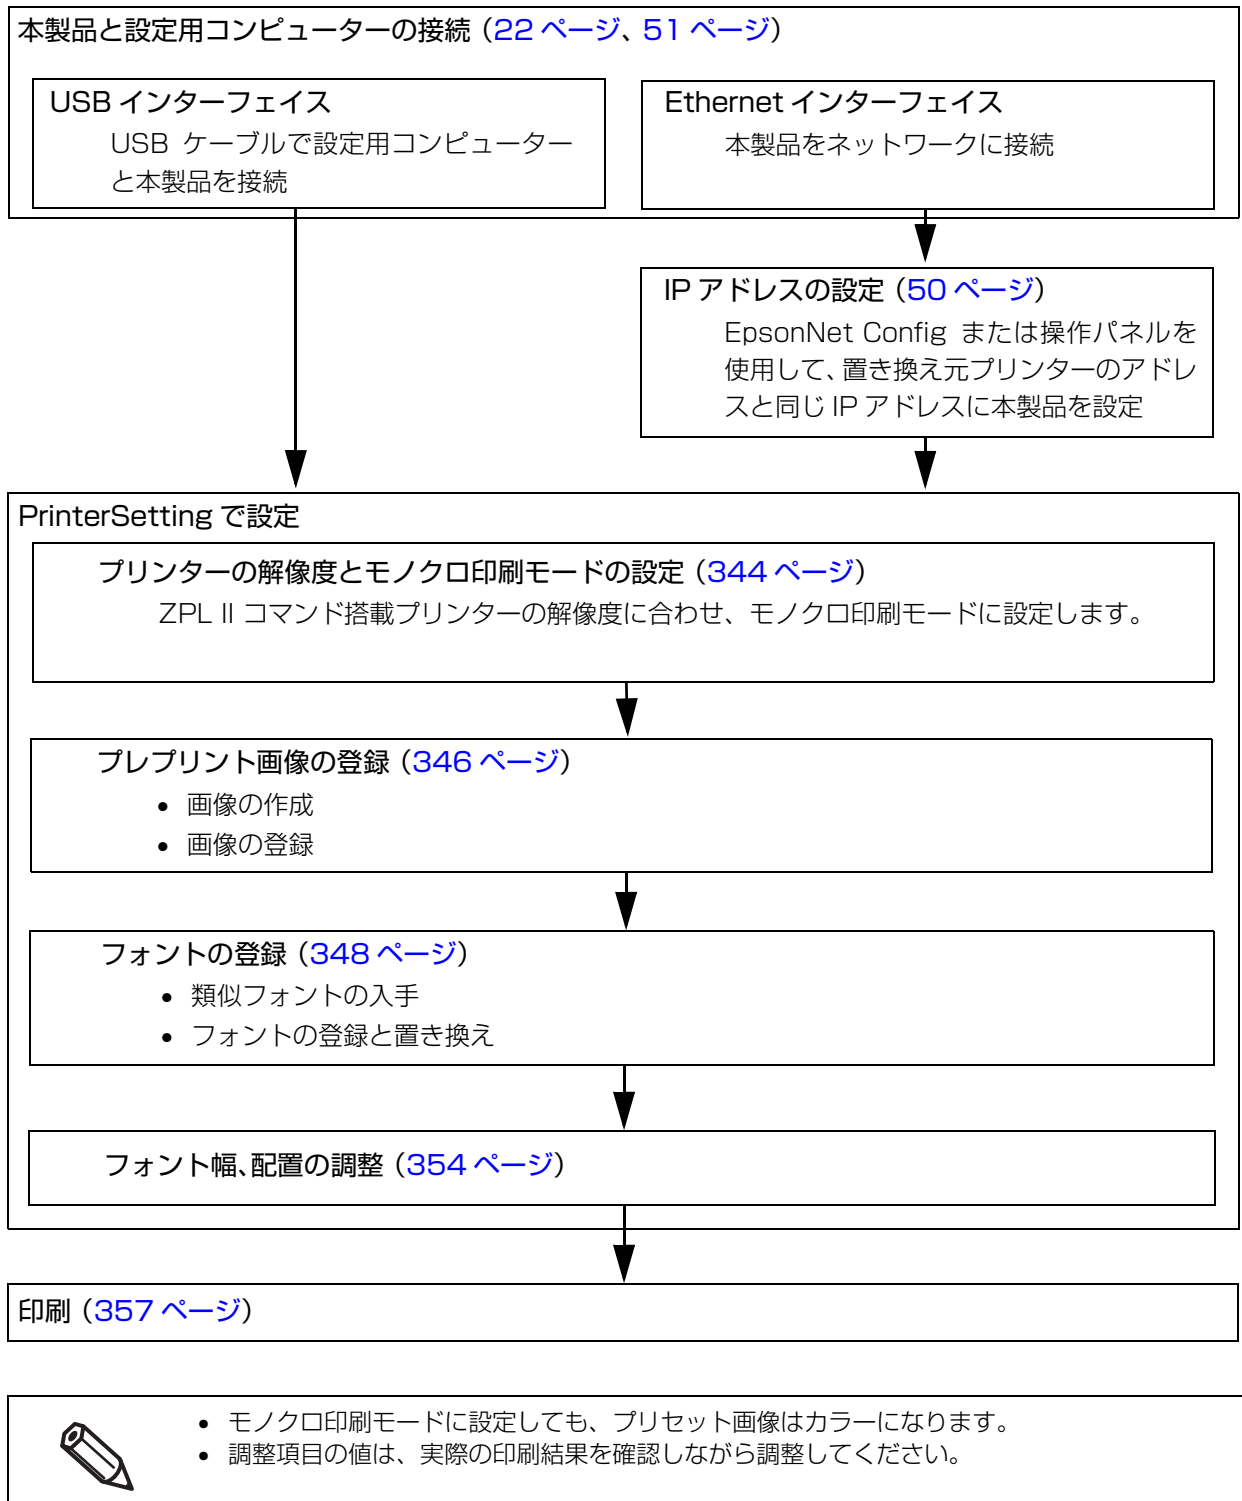 本製品と設定用コンピューターの接続（22 ページ、51 ページ）
USB インターフェイス
USB ケーブルで設定用コンピューター
と本製品を接続
Ethernet インターフェイス
本製品をネットワークに接続
IP アドレスの設定（50 ページ）
EpsonNet Config または操作パネルを
使用して、置き換え元プリンターのアドレ
スと同じ IP アドレスに本製品を設定
PrinterSetting で設定
プリンターの解像度とモノクロ印刷モードの設定（344 ページ）
ZPL II コマンド搭載プリンターの解像度に合わせ、モノクロ印刷モードに設定します。
プレプリント画像の登録（346 ページ）
• 画像の作成
• 画像の登録
フォントの登録（348 ページ）
• 類似フォントの入手
• フォントの登録と置き換え
フォント幅、配置の調整（354 ページ）
印刷（357 ページ）
• モノクロ印刷モードに設定しても、プリセット画像はカラーになります。
• 調整項目の値は、実際の印刷結果を確認しながら調整してください。